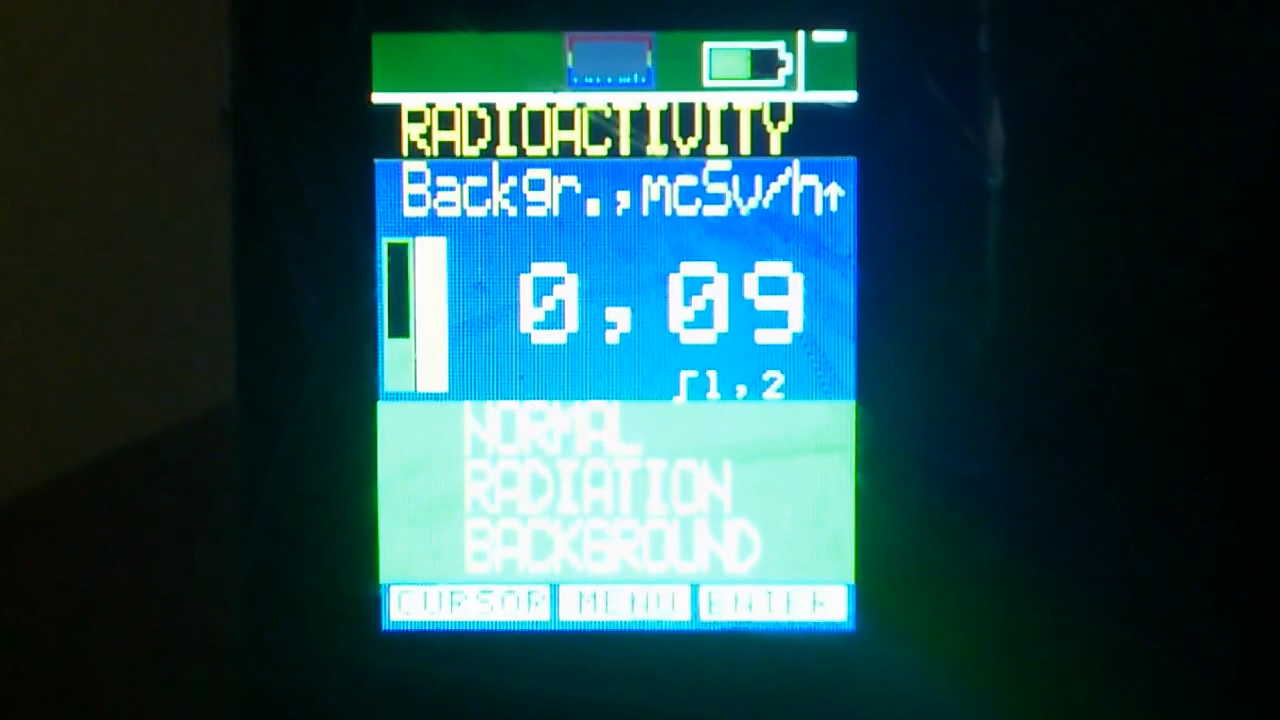 RADIOACTIVITY
Backgr.,mcSv/h↑
0,09
∫1,2
NORMAL
RADIATION
BACKGROUND
CURSOR MENU ENTER